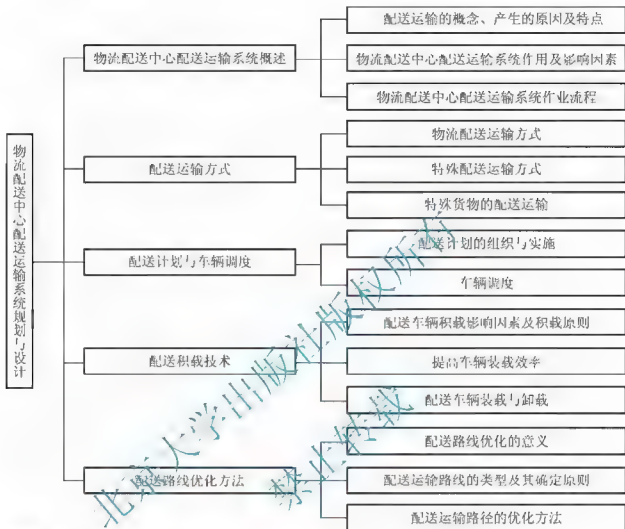 物流配送中心配送运输系统规划与设计
物流配送中心配送运输系统概述
配送运输的概念、产生的原因及特点
物流配送中心配送运输系统作用及影响因素
物流配送中心配送运输系统作业流程
配送运输方式
物流配送运输方式
特殊配送运输方式
特殊货物的配送运输
配送计划与车辆调度
配送计划的组织与实施
车辆调度
配送积载技术
配送车辆积载影响因素及积载原则
提高车辆装载效率
配送车辆装载与卸载
配送路线优化方法
配送路线优化的意义
配送运输路线的类型及其确定原则
配送运输路径的优化方法
北京大学出版社版权所有
禁止转载